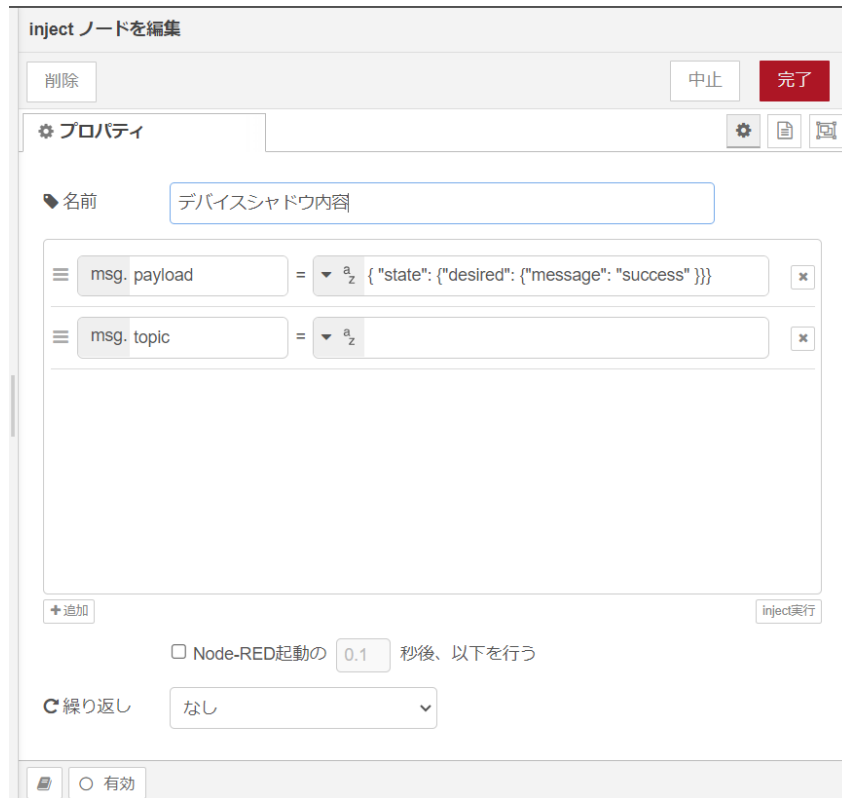 inject ノードを編集
削除 中止 完了
プロパティ
名前 デバイスシャドウ内容
msg. payload = a z { "state": {"desired": {"message": "success" }}}
msg. topic = a z
追加 inject実行
Node-RED起動の 0.1 秒後、以下を行う
繰り返し なし
有効